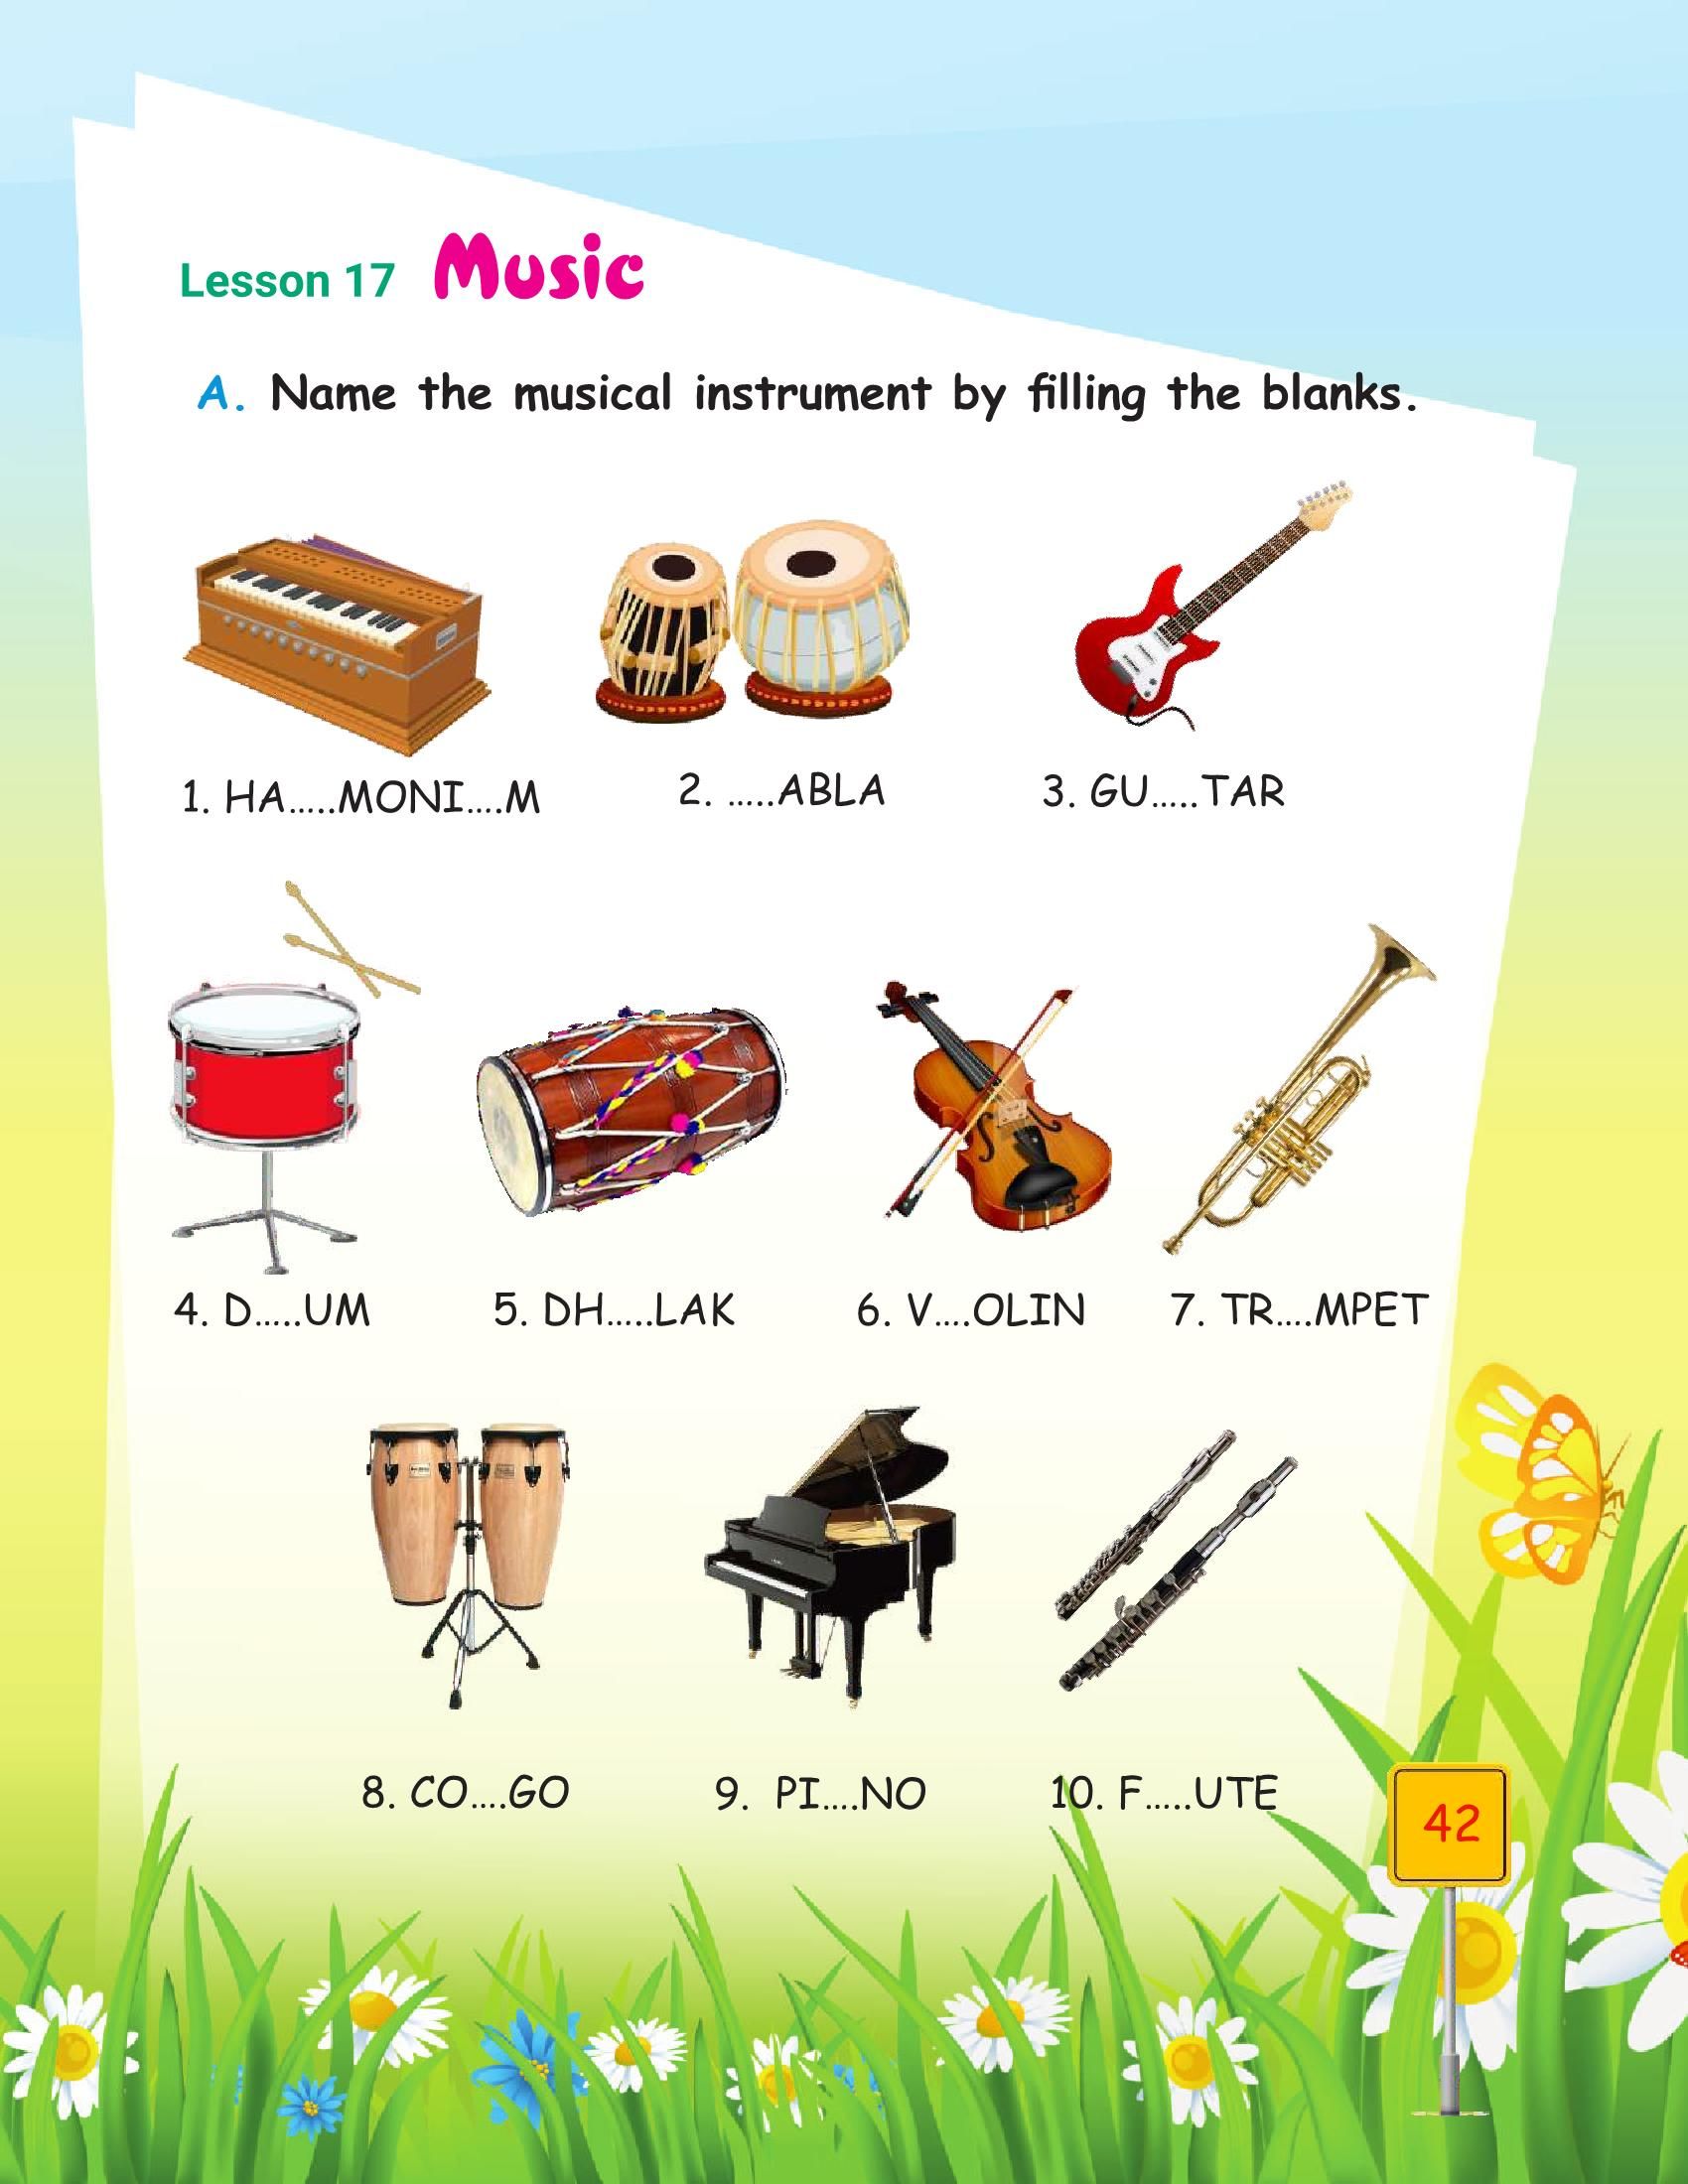 Lesson 17 Music
A. Name the musical instrument by filling the blanks.
1. HA.....MONI....M
2. .....ABLA
3. GU.....TAR
4. D.....UM
5. DH.....LAK
6. V....OLIN
7. TR....MPET
8. CO....GO
9. PI....NO
10. F.....UTE
42